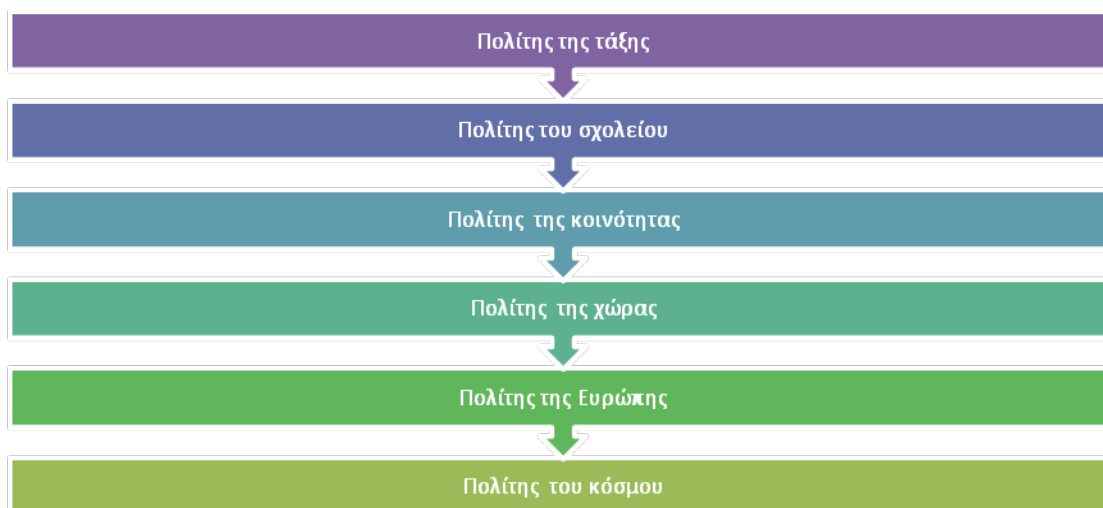 Πολίτης της τάξης
Πολίτης του σχολείου
Πολίτης της κοινότητας
Πολίτης της χώρας
Πολίτης της Ευρώπης
Πολίτης του κόσμου